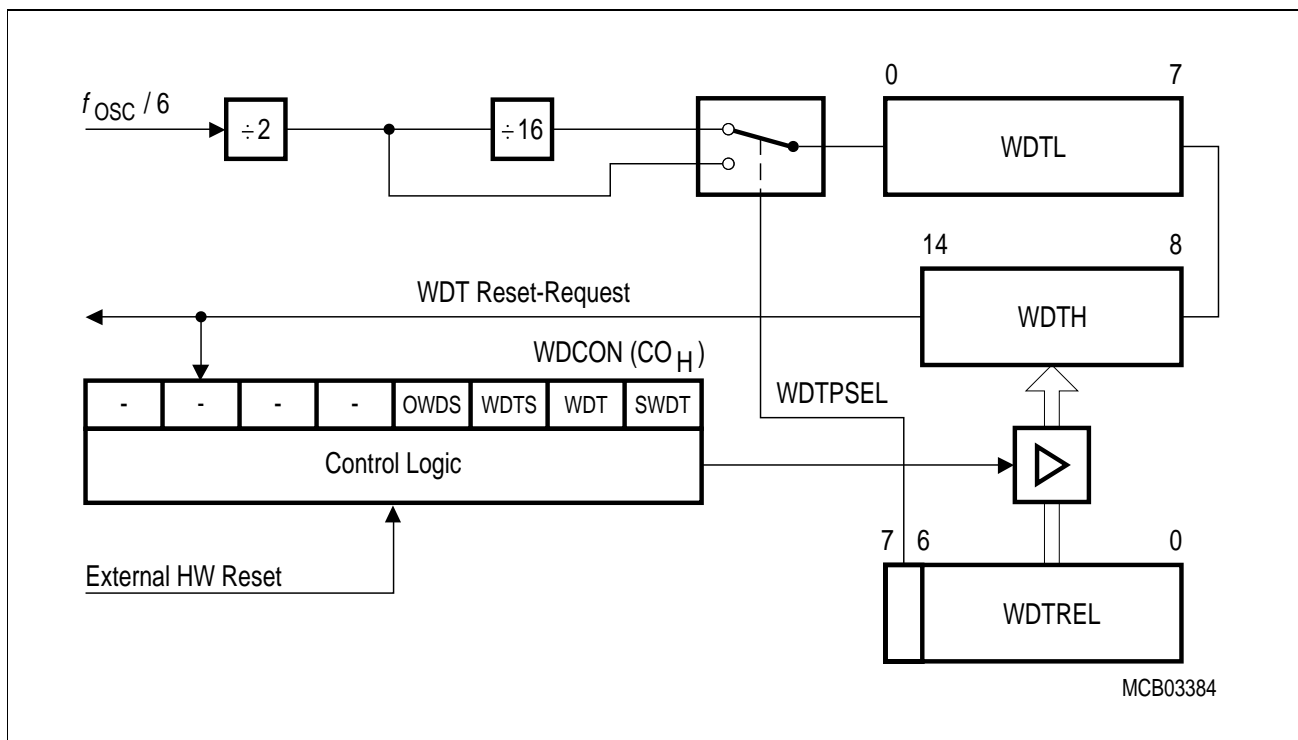 0 7
f OSC / 6
÷2
÷16
WDTL
14 8
WDT Reset-Request
WDTH
WDCON (CO H)
WDTPSEL
- - - - OWDS WDTS WDT SWDT
Control Logic
7 6 0
External HW Reset
WDTREL
MCB03384